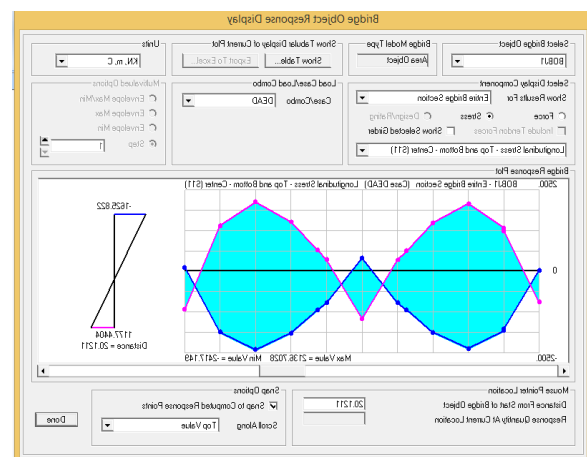 Bridge Object Response Display
Select Bridge Object
BOBJ1
Bridge Model Type
Area Object
Show Tabular Display of Current Plot
Show Table...
Export To Excel...
Units
KN, m, C
Select Display Component
Show Results For
Entire Bridge Section
Force
Stress
Design/Rating
Include Tendon Forces
Show Selected Girder
Longitudinal Stress - Top and Bottom - Center (S11)
Load Case/Load Combo
Case/Combo
DEAD
Multivalued Options
Envelope Max/Min
Envelope Max
Envelope Min
Step
1
Bridge Response Plot
2500.
BOBJ1 - Entire Bridge Section (Case DEAD) Longitudinal Stress - Top and Bottom - Center (S11)
0
-2500.
Max Value = 2136.7028 Min Value = -2417.7149
-1625.822
1177.4404
Distance = 20.1211
Mouse Pointer Location
Distance From Start of Bridge Object
20.1211
Response Quantity At Current Location
Snap Options
Snap to Computed Response Points
Scroll Along
Top Value
Done